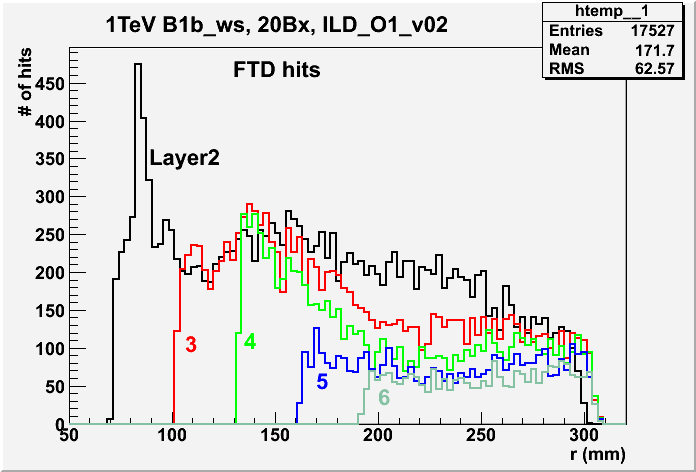 1TeV B1b_ws, 20Bx, ILD_O1_v02
htemp__1
Entries 17527
Mean 171.7
RMS 62.57
FTD hits
# of hits
450
400
350
300
250
200
150
100
50
0
Layer2
3
4
5
6
50 100 150 200 250 300
r (mm)